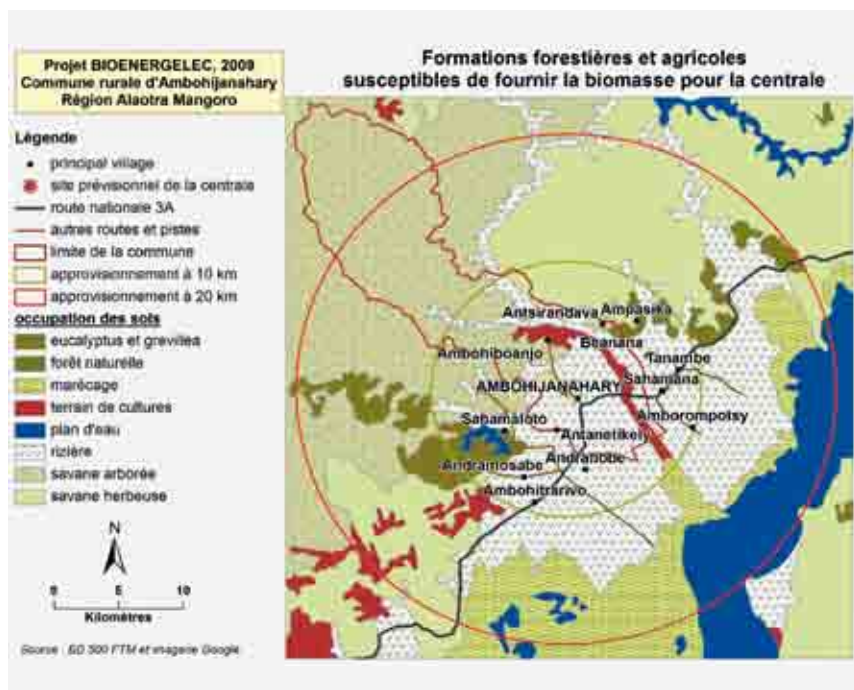 Projet BIOENERGELEC, 2009
Commune rurale d'Ambohijanahary
Région Alaotra Mangoro
Formations forestières et agricoles
susceptibles de fournir la biomasse pour la centrale
Légende
principal village
site prévisionnel de la centrale
route nationale 3A
autres routes et pistes
limite de la commune
approvisionnement à 10 km
approvisionnement à 20 km
occupation des sols
eucalyptus et grevillea
forêt naturelle
marécage
terrain de cultures
plan d'eau
rizière
savane arborée
savane herbeuse
N
0 5 10
Kilomètres
Source : BD 500 FTM et imagerie Google
Antsirandava Ampasika
Beanana
Ambohiboanjo
Tanambe
AMBOHIJANAHARY Sahamana
Sahamaloto
Amborompotsy
Antanetikely
Andramosabe
Ambohitrarivo